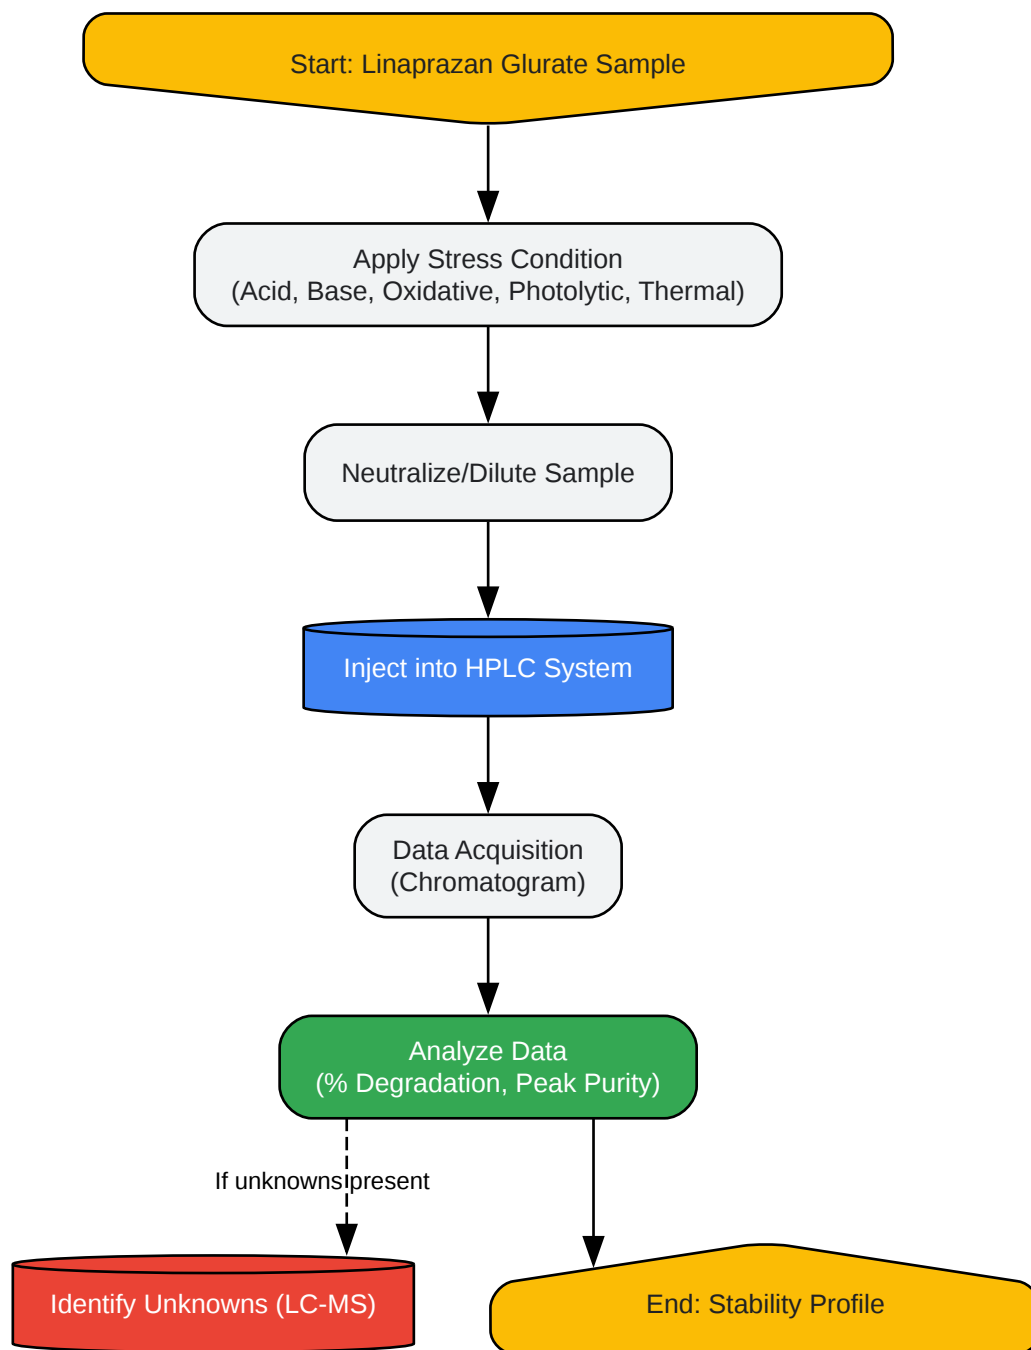 Start: Linaprazan Glurate Sample
Apply Stress Condition
(Acid, Base, Oxidative, Photolytic, Thermal)
Neutralize/Dilute Sample
Inject into HPLC System
Data Acquisition
(Chromatogram)
Analyze Data
(% Degradation, Peak Purity)
If unknowns present
Identify Unknowns (LC-MS)
End: Stability Profile